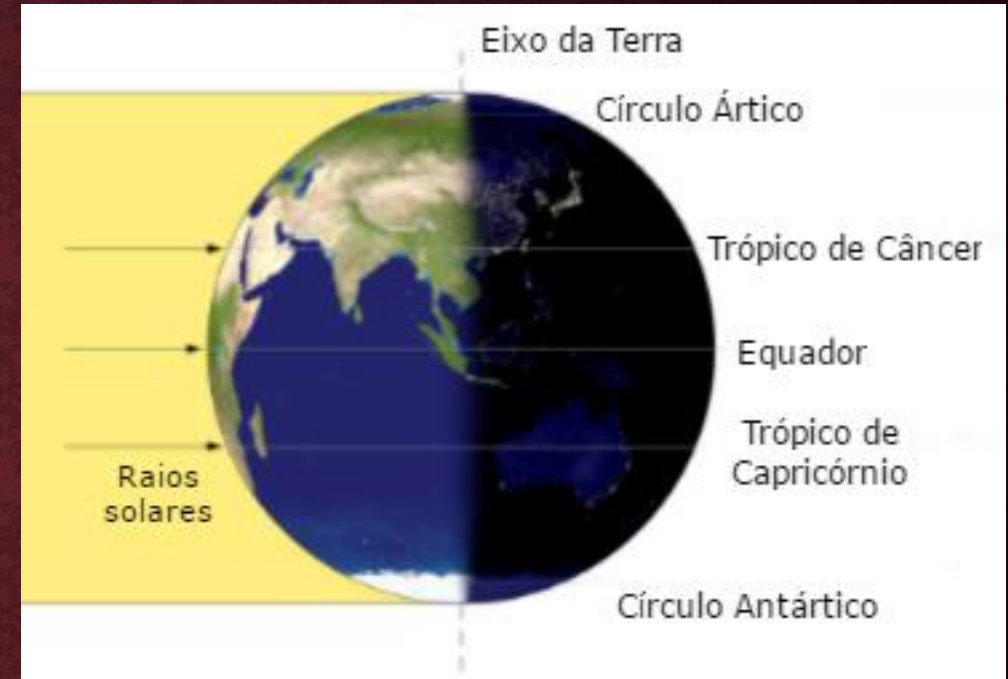 Eixo da Terra
Círculo Ártico
Trópico de Câncer
Equador
Trópico de
Capricórnio
Raios
solares
Círculo Antártico